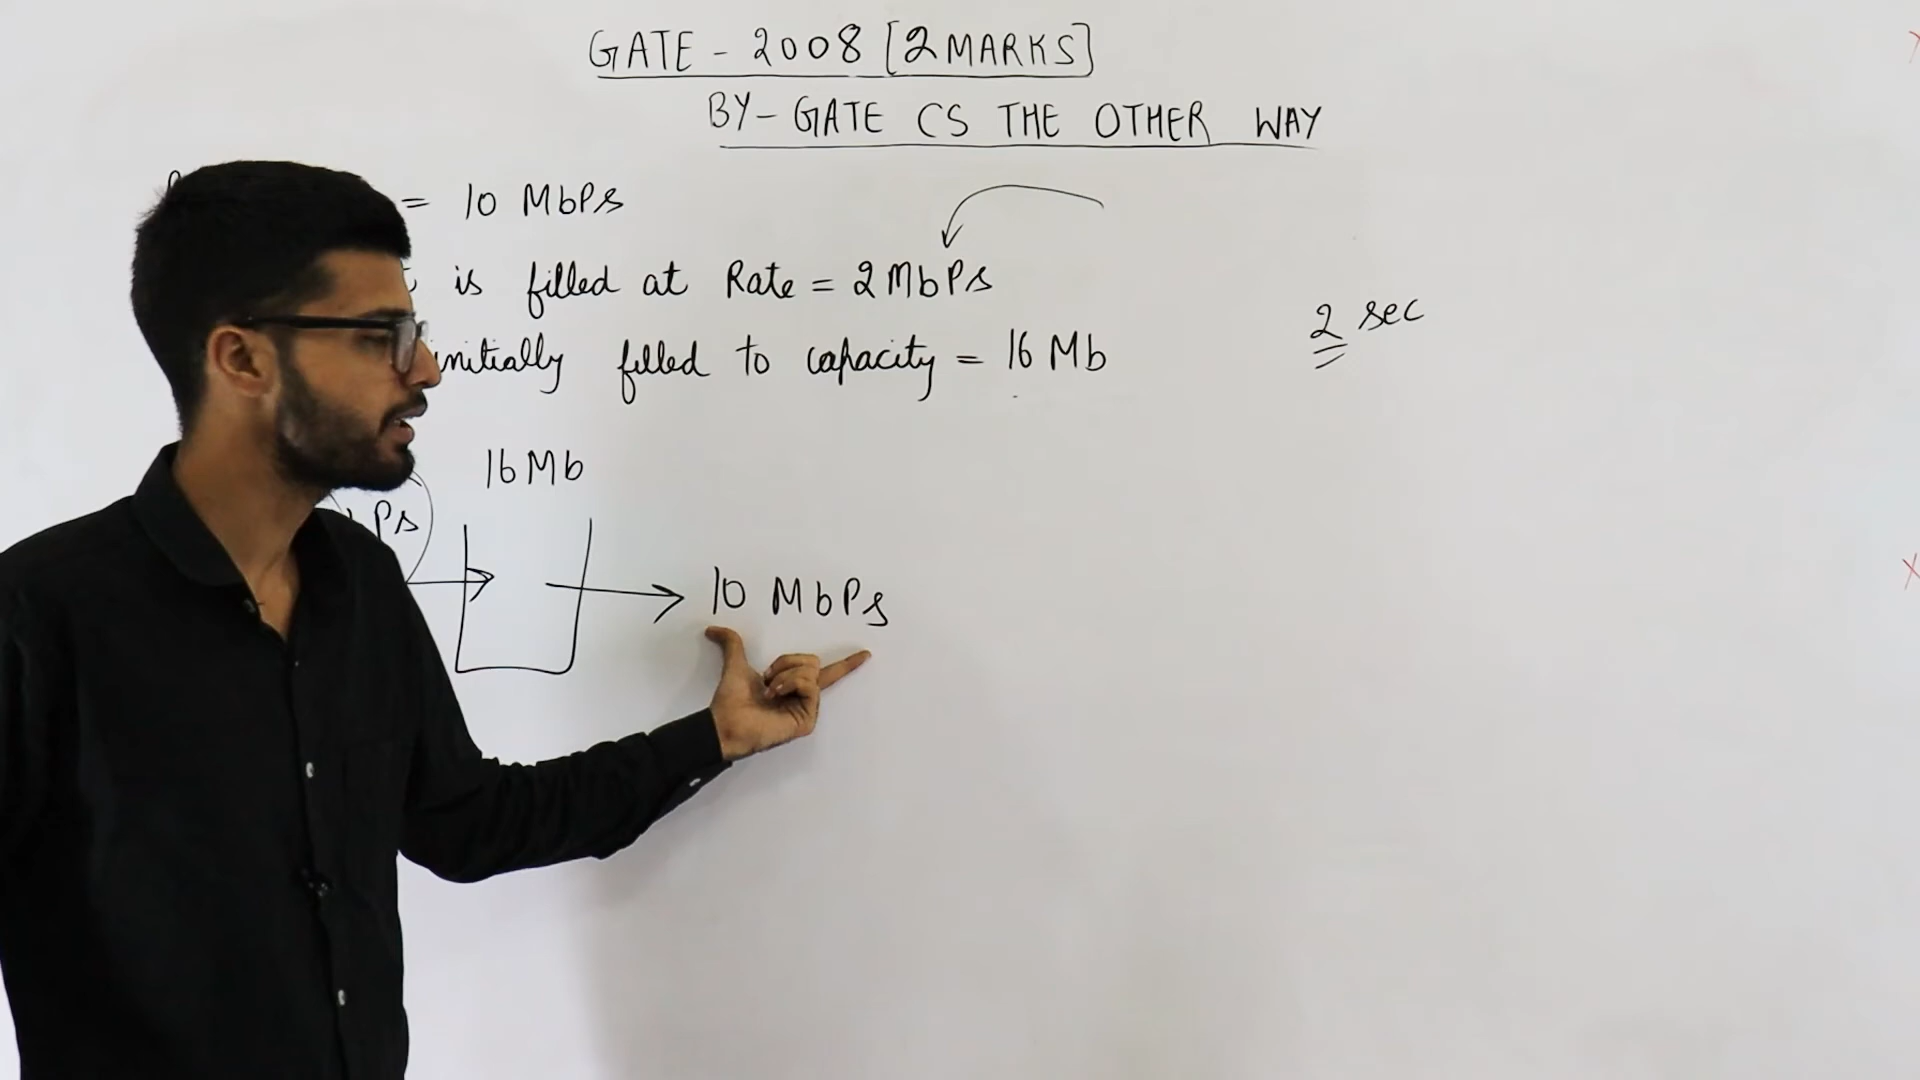 GATE - 2008 [2 MARKS]
BY - GATE CS THE OTHER WAY
= 10 MbPs
is filled at Rate = 2 MbPs
initially filled to capacity = 16 Mb
2 sec
16 Mb
Ps
10 MbPs